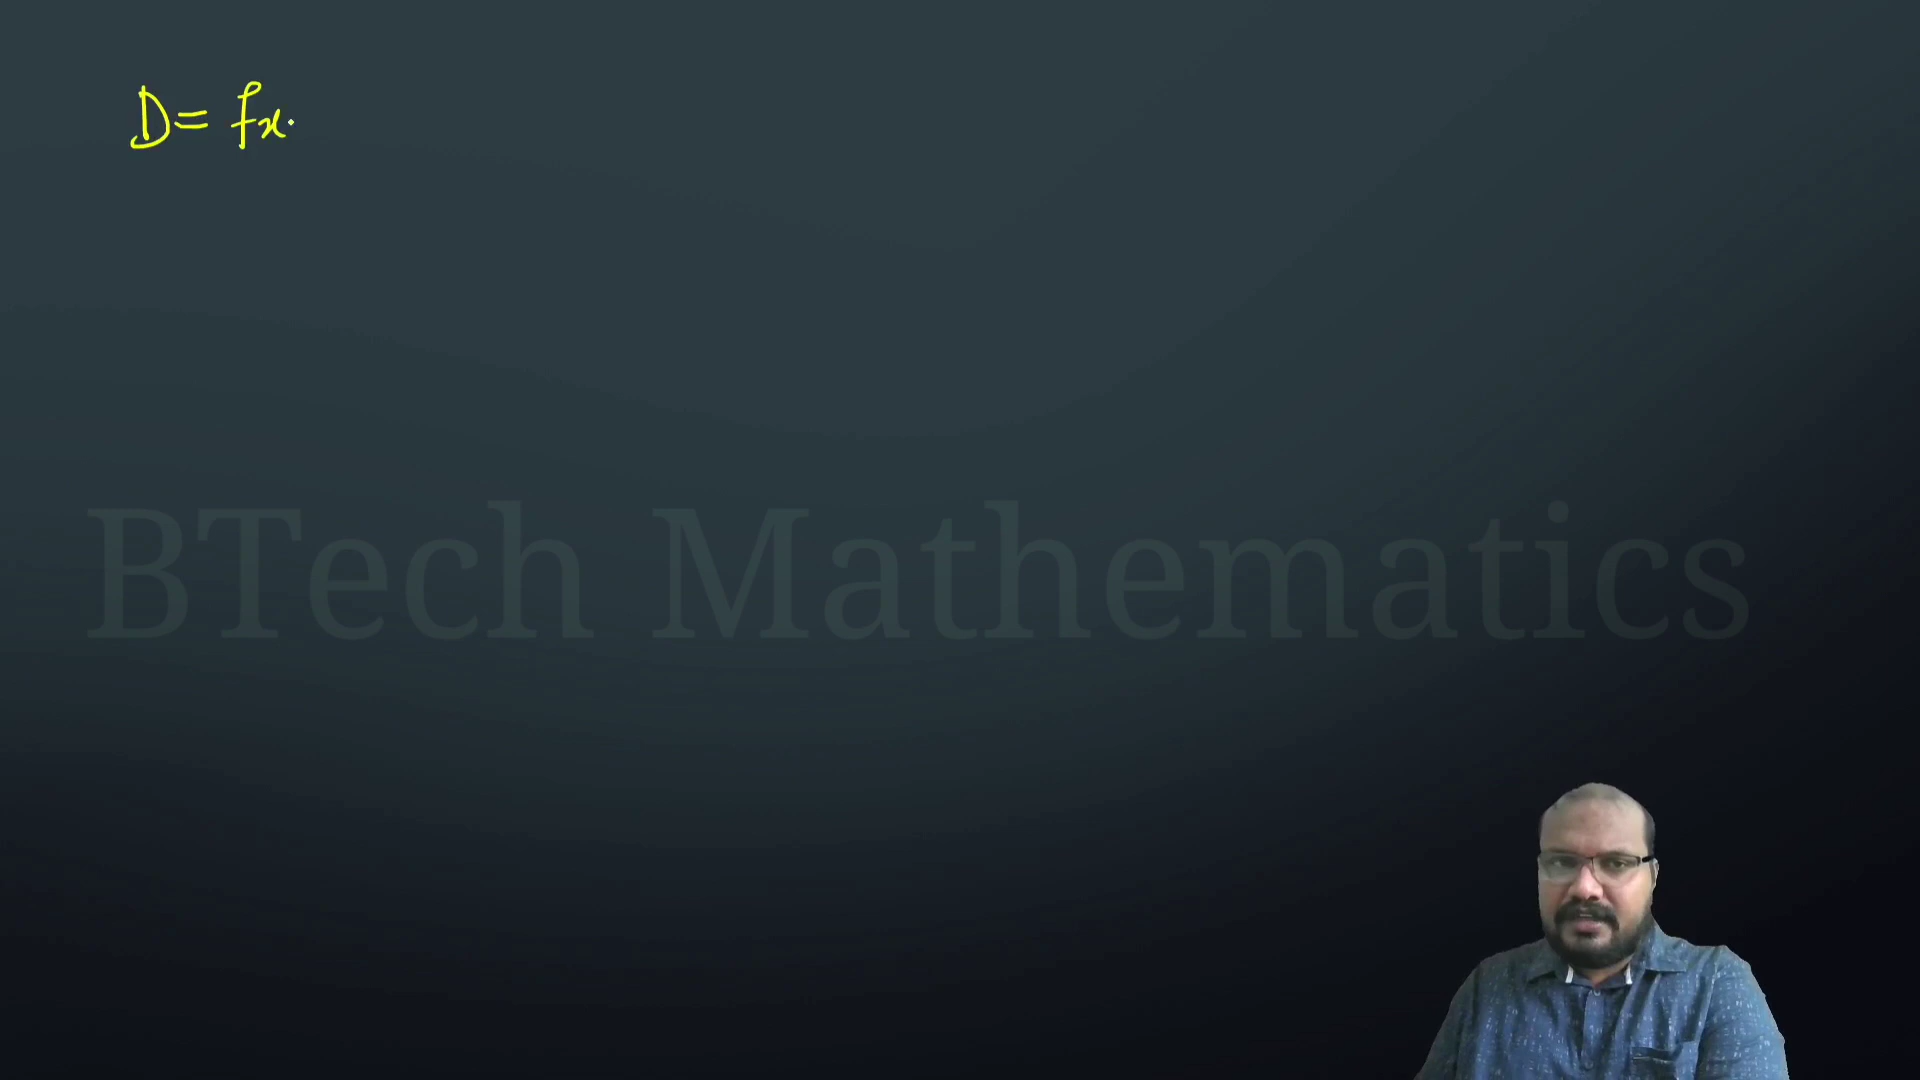 D = fx.
BTech Mathematics